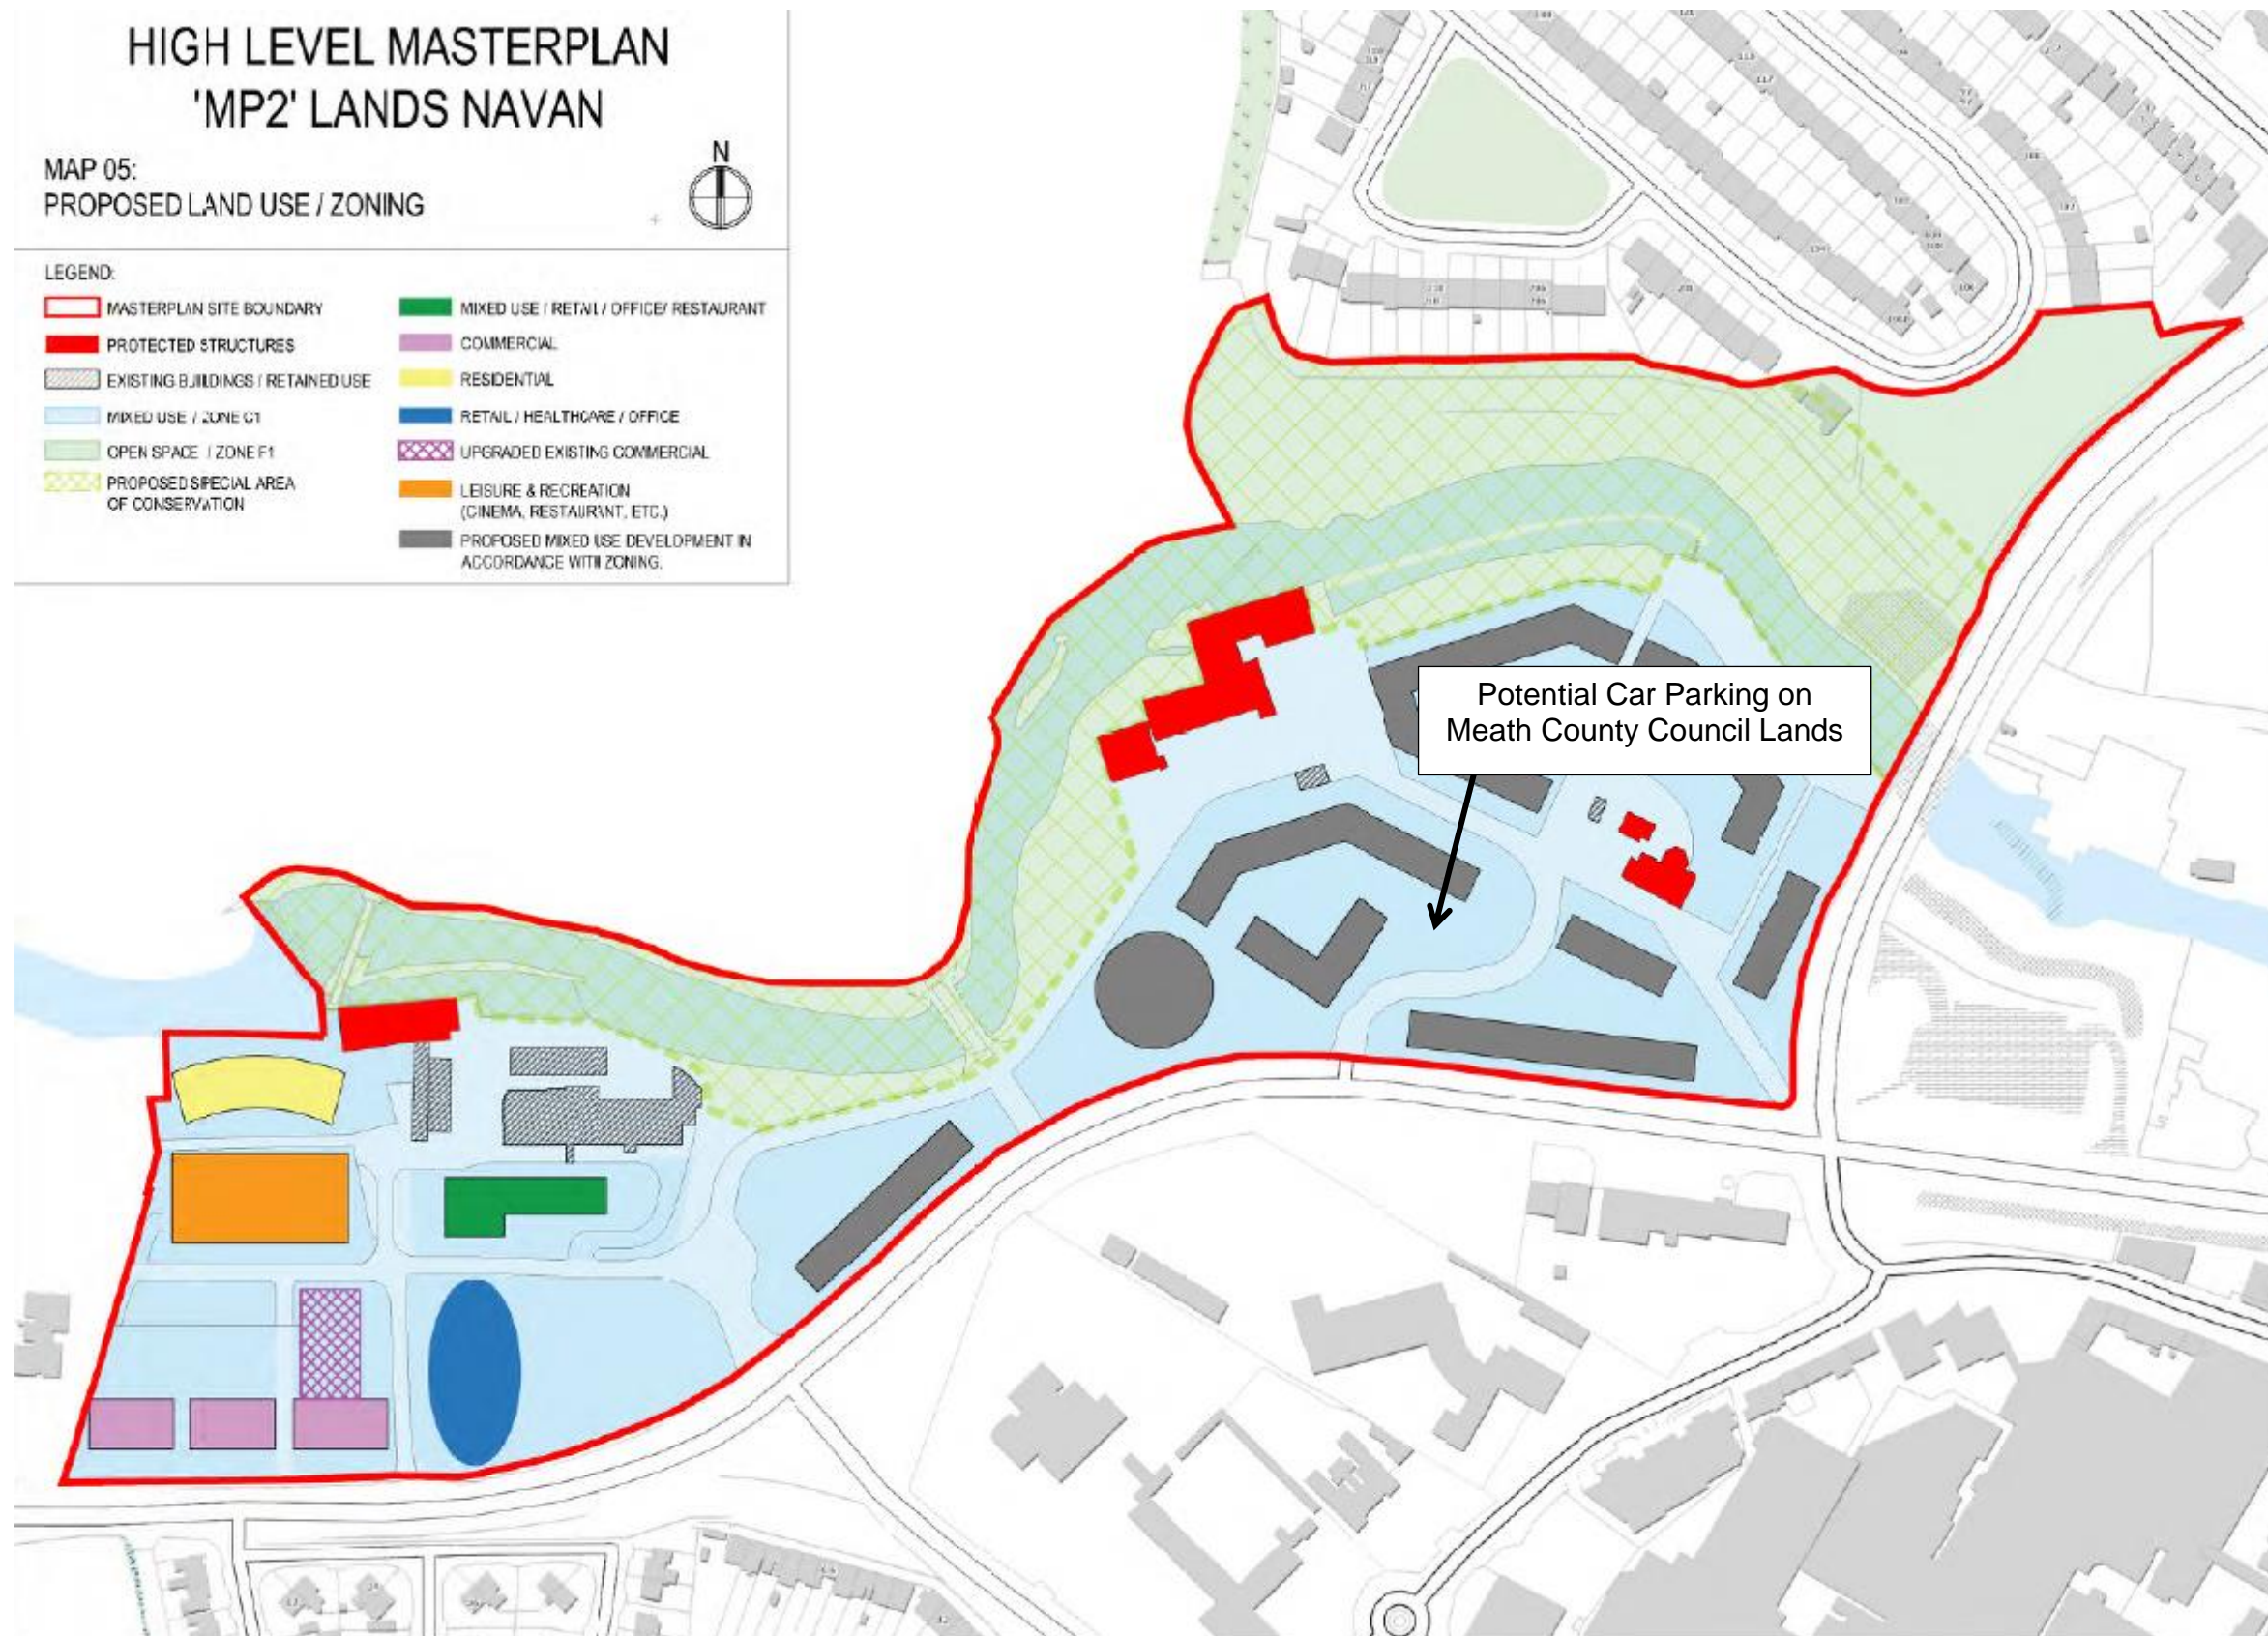 HIGH LEVEL MASTERPLAN
'MP2' LANDS NAVAN
MAP 05:
PROPOSED LAND USE / ZONING
N
LEGEND:
MASTERPLAN SITE BOUNDARY
PROTECTED STRUCTURES
EXISTING BUILDINGS / RETAINED USE
MIXED USE / ZONE C1
OPEN SPACE / ZONE F1
PROPOSED SPECIAL AREA
OF CONSERVATION
MIXED USE / RETAIL / OFFICE/ RESTAURANT
COMMERCIAL
RESIDENTIAL
RETAIL / HEALTHCARE / OFFICE
UPGRADED EXISTING COMMERCIAL
LEISURE & RECREATION
(CINEMA, RESTAURANT, ETC.)
PROPOSED MIXED USE DEVELOPMENT IN
ACCORDANCE WITH ZONING.
Potential Car Parking on
Meath County Council Lands